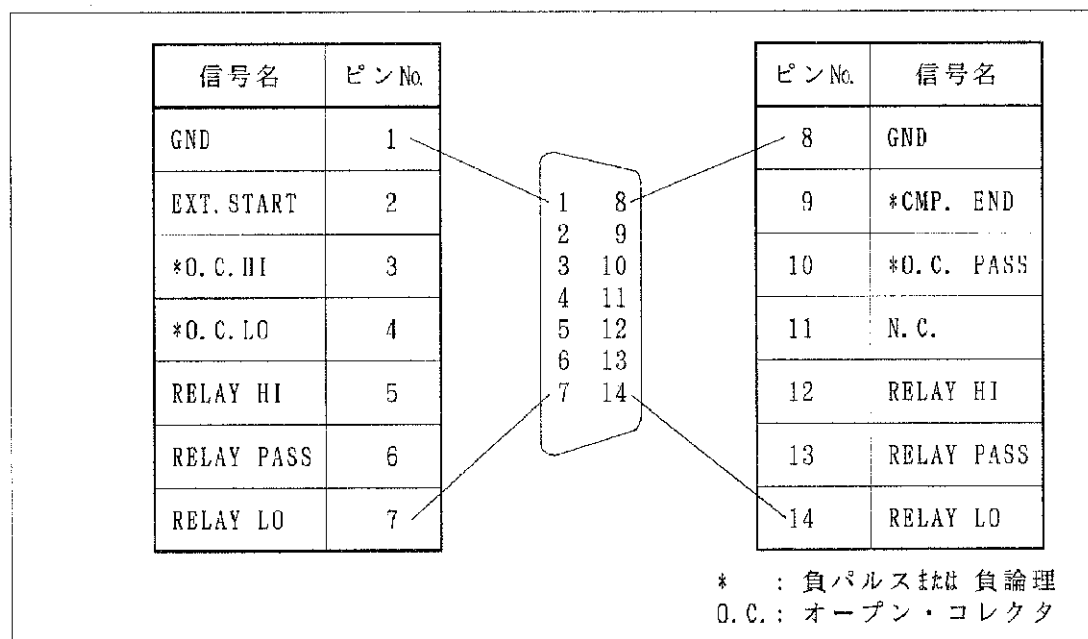 信号名 ピンNo.
GND 1
EXT.START 2
*O.C.HI 3
*O.C.LO 4
RELAY HI 5
RELAY PASS 6
RELAY LO 7
1 8
2 9
3 10
4 11
5 12
6 13
7 14
ピンNo. 信号名
8 GND
9 *CMP. END
10 *O.C. PASS
11 N.C.
12 RELAY HI
13 RELAY PASS
14 RELAY LO
* : 負パルスまたは 負論理
O.C.: オープン・コレクタ